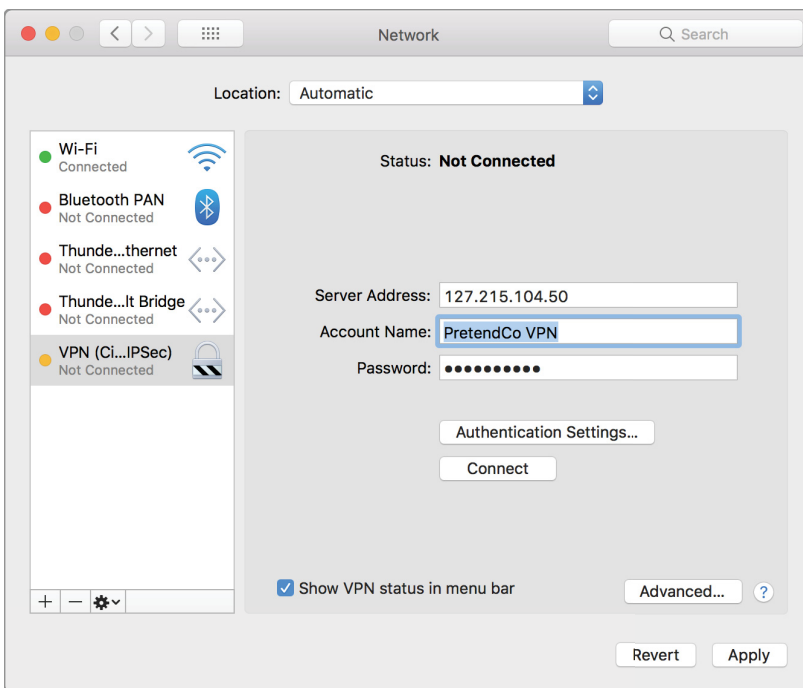 Network
Search
Location: Automatic
Wi-Fi
Connected
Bluetooth PAN
Not Connected
Thunde...thernet
Not Connected
Thunde...lt Bridge
Not Connected
VPN (Ci...IPSec)
Not Connected
Status: Not Connected
Server Address: 127.215.104.50
Account Name: PretendCo VPN
Password: ●●●●●●●●●●
Authentication Settings...
Connect
Show VPN status in menu bar
Advanced... ?
Revert Apply